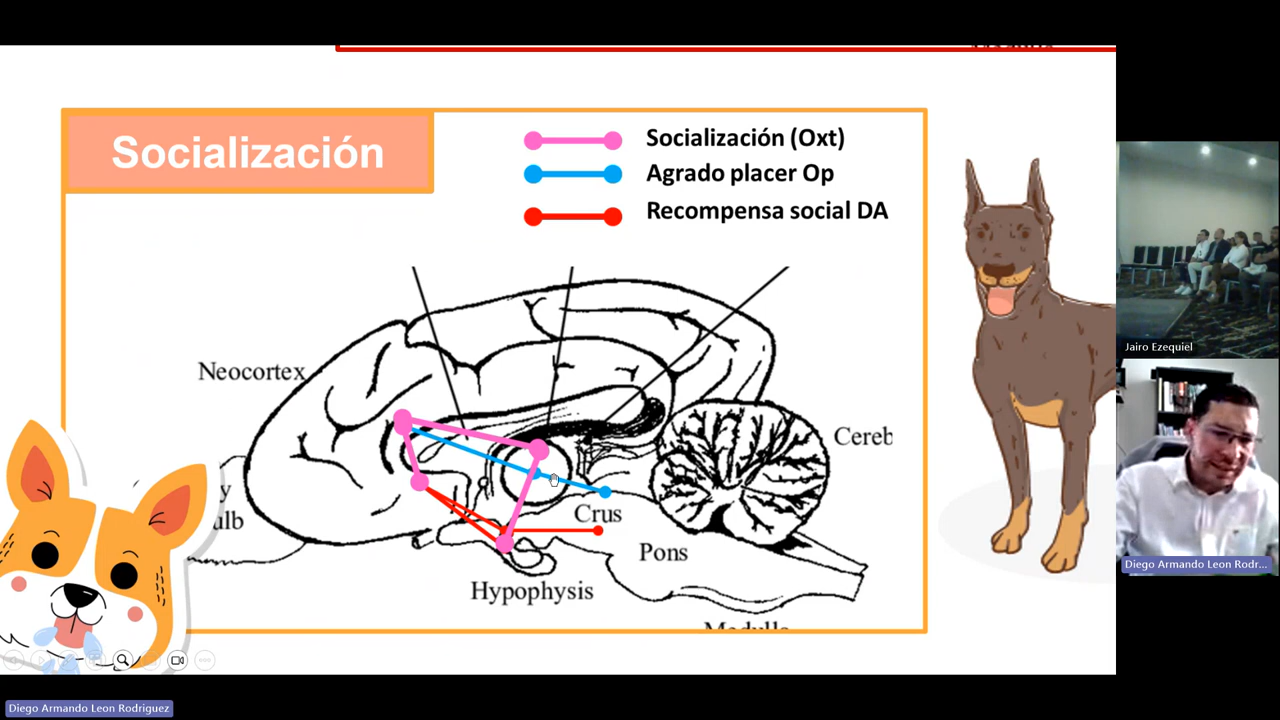 Socialización
Socialización (Oxt)
Agrado placer Op
Recompensa social DA
Neocortex
Cereb
y
ulb
Crus
Pons
Hypophysis
Jairo Ezequiel
Diego Armando Leon Rodr...
Diego Armando Leon Rodriguez